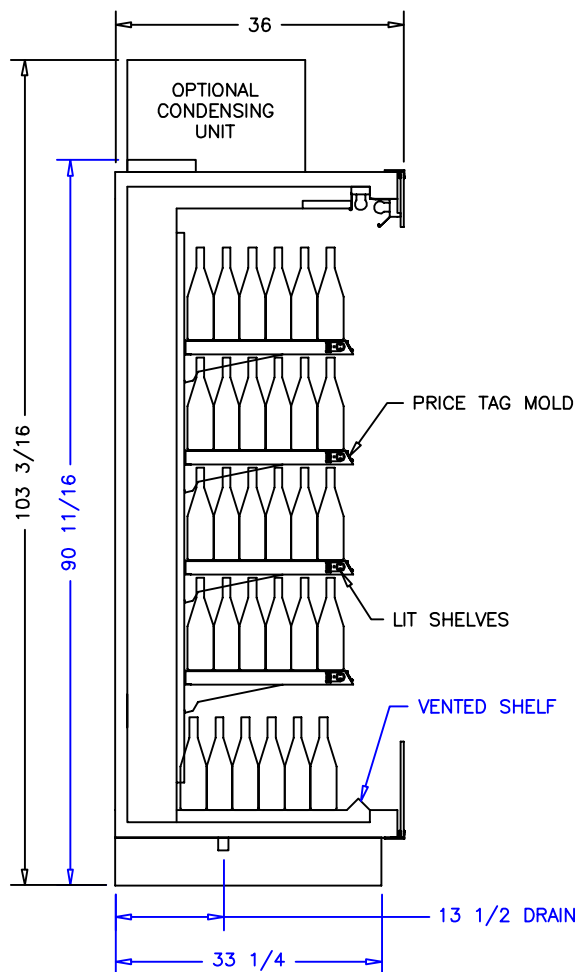 36
OPTIONAL
CONDENSING
UNIT
103 3/16
90 11/16
PRICE TAG MOLD
LIT SHELVES
VENTED SHELF
13 1/2 DRAIN
33 1/4